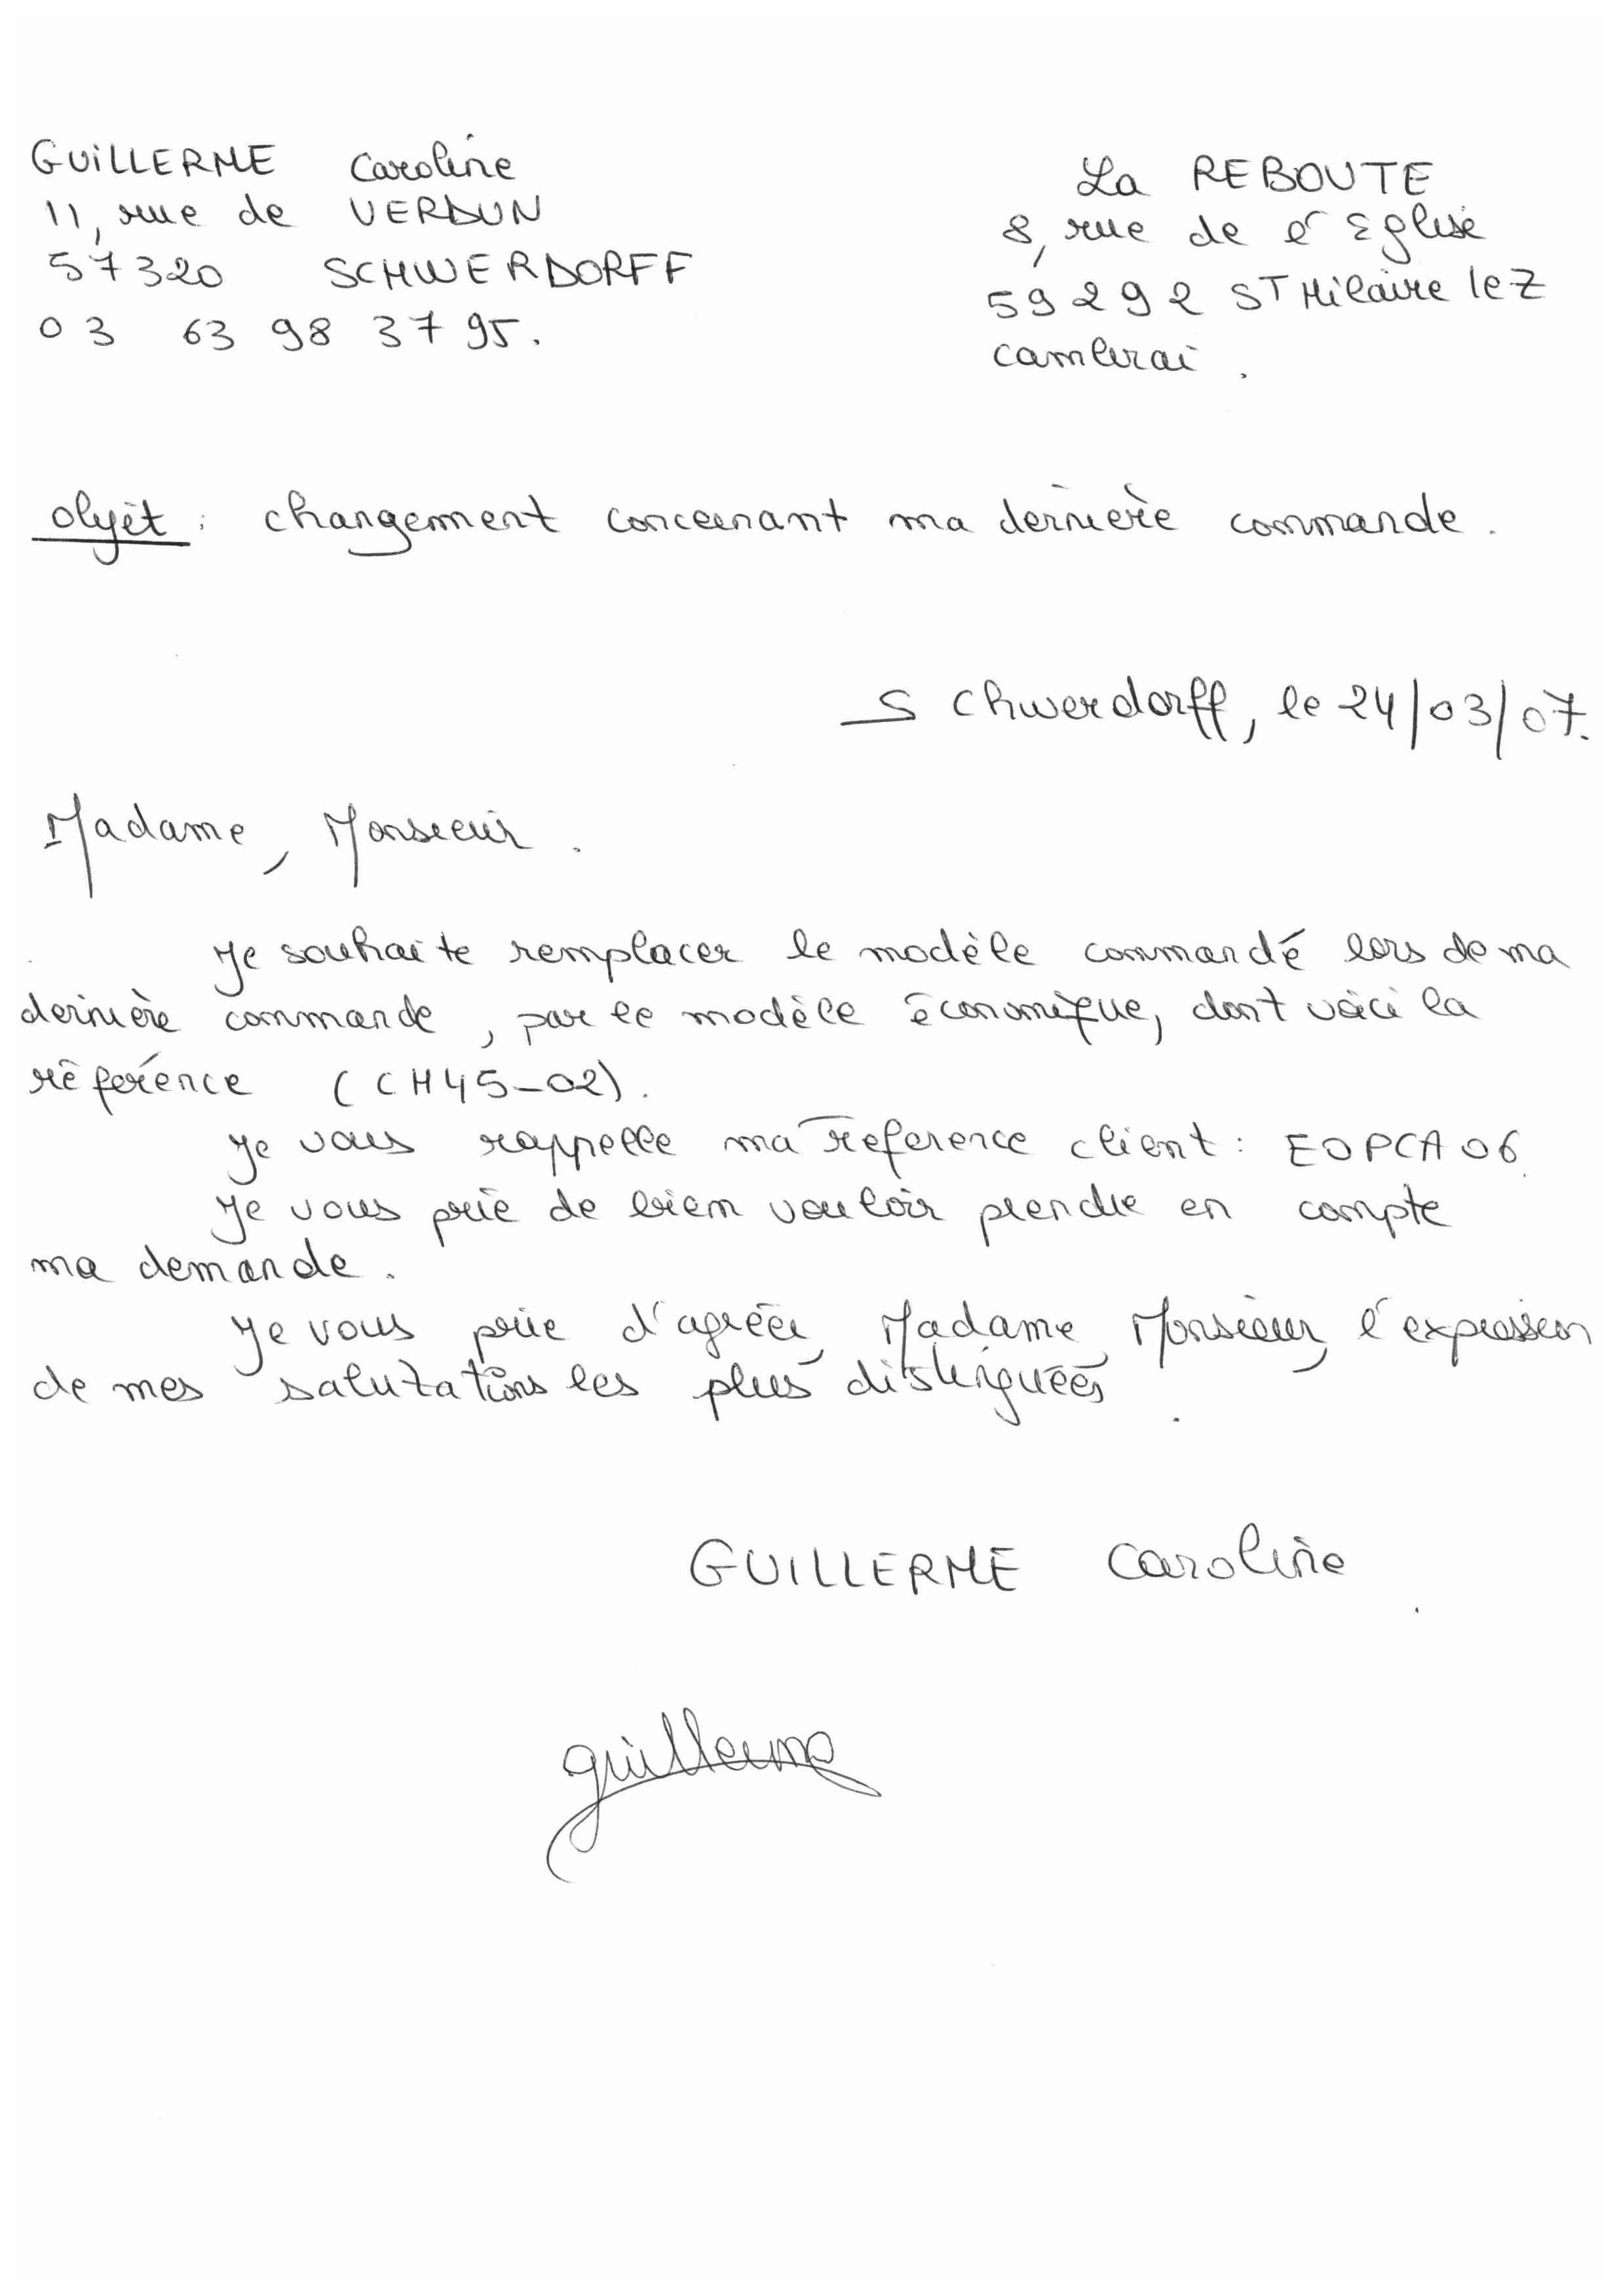 GUILLERME Caroline
11, rue de VERDUN
57320 SCHWERDORFF
03 63 98 37 95.
La REBOUTE
8, rue de l'Eglise
59292 ST Hilaire lez
cambrai.
objet : changement concernant ma dernière commande.
Schwerdorff, le 24/03/07.
Madame, Monsieur.
Je souhaite remplacer le modèle commandé lors de ma
dernière commande, par le modèle économique, dont voici la
référence (CH45-02).
Je vous rappelle ma reference client : EOPCA06.
Je vous prie de bien vouloir prendre en compte
ma demande.
Je vous prie d'agréer, Madame Monsieur, l'expression
de mes salutations les plus distinguées.
GUILLERME Caroline.
guillerme